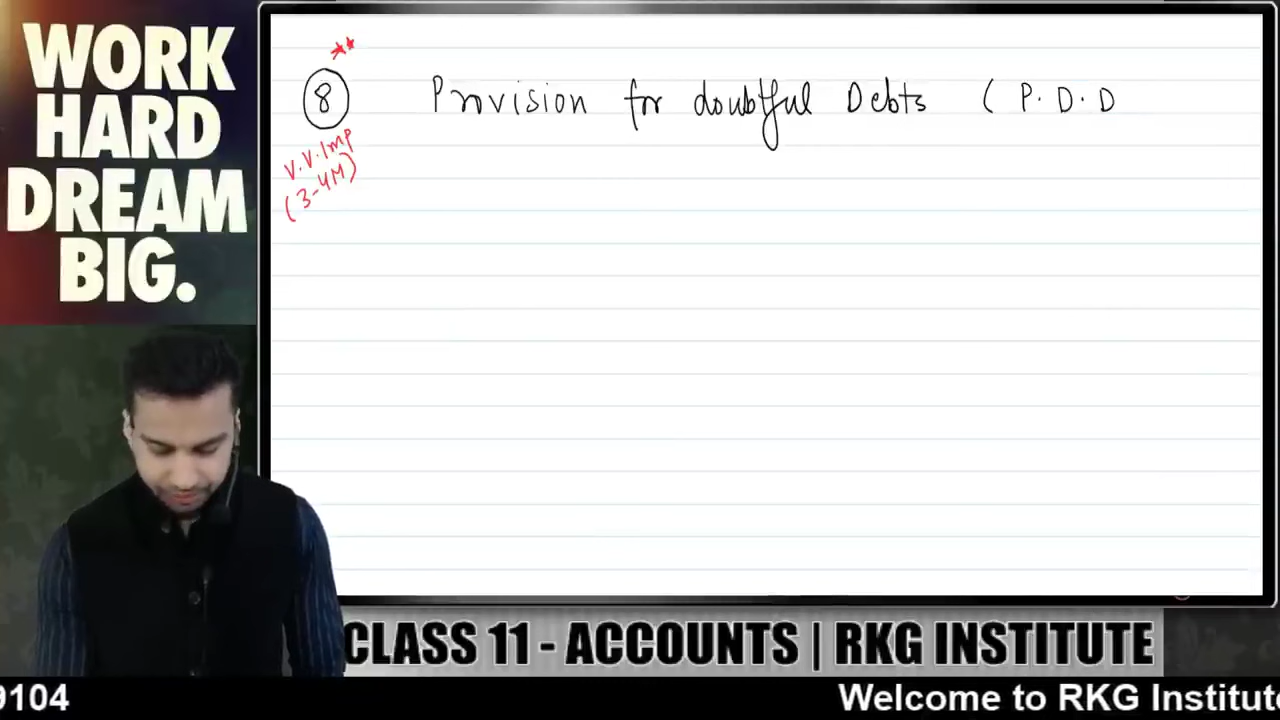 WORK
HARD
DREAM
BIG.
**
8 Provision for doubtful Debts ( P.D.D
V.V.Imp
(3-4M)
CLASS 11 - ACCOUNTS | RKG INSTITUTE
9104 Welcome to RKG Institute